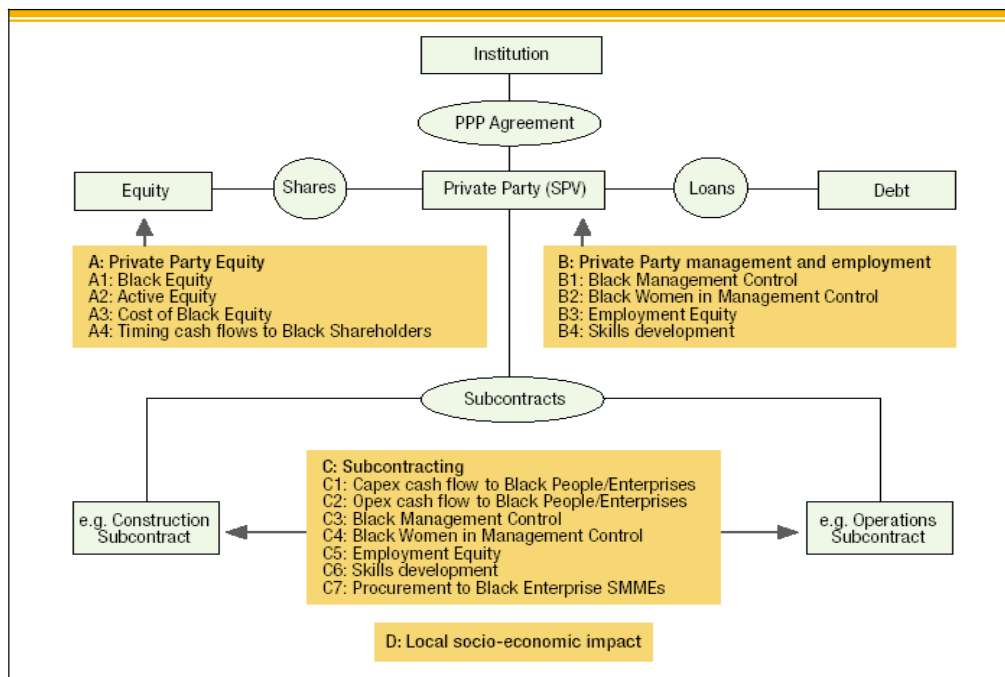 Institution
PPP Agreement
Equity
Shares
Private Party (SPV)
Loans
Debt
A: Private Party Equity
A1: Black Equity
A2: Active Equity
A3: Cost of Black Equity
A4: Timing cash flows to Black Shareholders
B: Private Party management and employment
B1: Black Management Control
B2: Black Women in Management Control
B3: Employment Equity
B4: Skills development
Subcontracts
C: Subcontracting
C1: Capex cash flow to Black People/Enterprises
C2: Opex cash flow to Black People/Enterprises
C3: Black Management Control
C4: Black Women in Management Control
C5: Employment Equity
C6: Skills development
C7: Procurement to Black Enterprise SMMEs
e.g. Construction
Subcontract
e.g. Operations
Subcontract
D: Local socio-economic impact